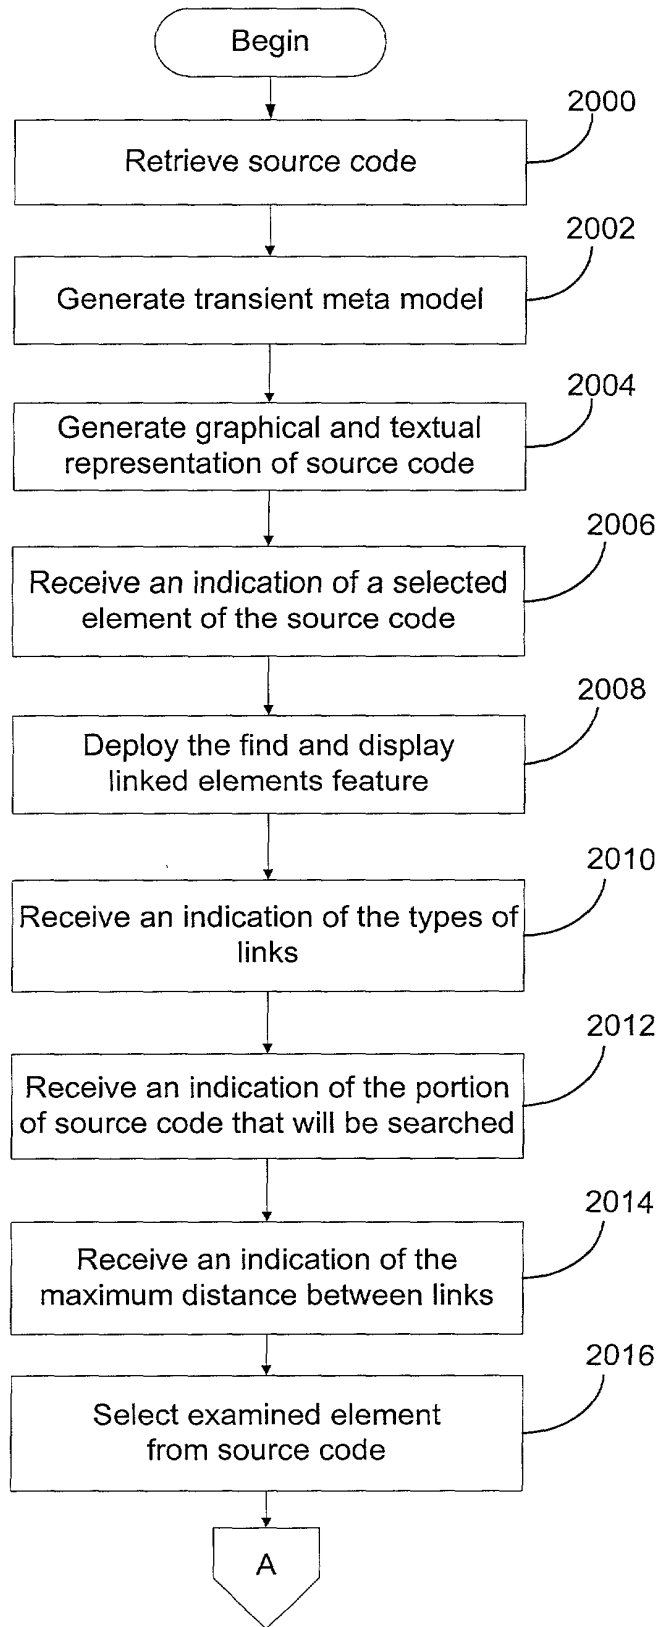 Begin
2000
Retrieve source code
2002
Generate transient meta model
2004
Generate graphical and textual
representation of source code
2006
Receive an indication of a selected
element of the source code
2008
Deploy the find and display
linked elements feature
2010
Receive an indication of the types of
links
2012
Receive an indication of the portion
of source code that will be searched
2014
Receive an indication of the
maximum distance between links
2016
Select examined element
from source code
A